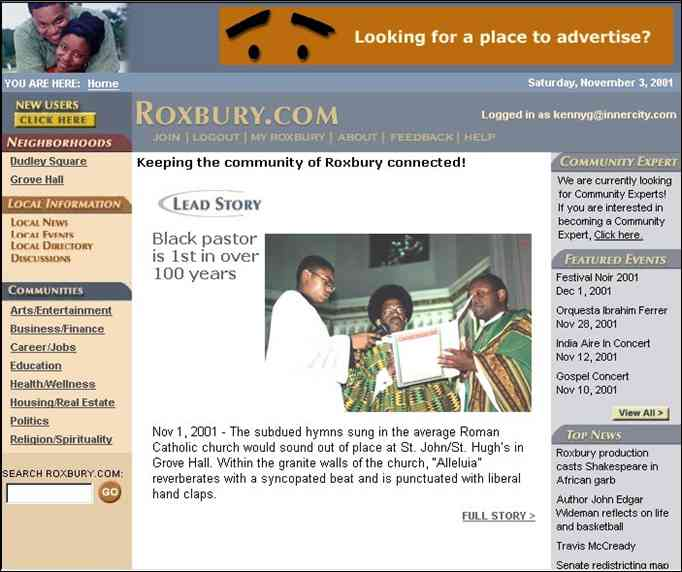 Looking for a place to advertise?
YOU ARE HERE: Home
Saturday, November 3, 2001
NEW USERS
CLICK HERE
ROXBURY.COM
Logged in as kennyg@innercity.com
JOIN | LOGOUT | MY ROXBURY | ABOUT | FEEDBACK | HELP
NEIGHBORHOODS
Dudley Square
Grove Hall
LOCAL INFORMATION
LOCAL NEWS
LOCAL EVENTS
LOCAL DIRECTORY
DISCUSSIONS
COMMUNITIES
Arts/Entertainment
Business/Finance
Career/Jobs
Education
Health/Wellness
Housing/Real Estate
Politics
Religion/Spirituality
SEARCH ROXBURY.COM:
GO
Keeping the community of Roxbury connected!
LEAD STORY
Black pastor
is 1st in over
100 years
Nov 1, 2001 - The subdued hymns sung in the average Roman
Catholic church would sound out of place at St. John/St. Hugh's in
Grove Hall. Within the granite walls of the church, "Alleluia"
reverberates with a syncopated beat and is punctuated with liberal
hand claps.
FULL STORY >
COMMUNITY EXPERT
We are currently looking
for Community Experts!
If you are interested in
becoming a Community
Expert, Click here.
FEATURED EVENTS
Festival Noir 2001
Dec 1, 2001
Orquesta Ibrahim Ferrer
Nov 28, 2001
India Aire In Concert
Nov 12, 2001
Gospel Concert
Nov 10, 2001
View All >
TOP NEWS
Roxbury production
casts Shakespeare in
African garb
Author John Edgar
Wideman reflects on life
and basketball
Travis McCready
Senate redistricting map